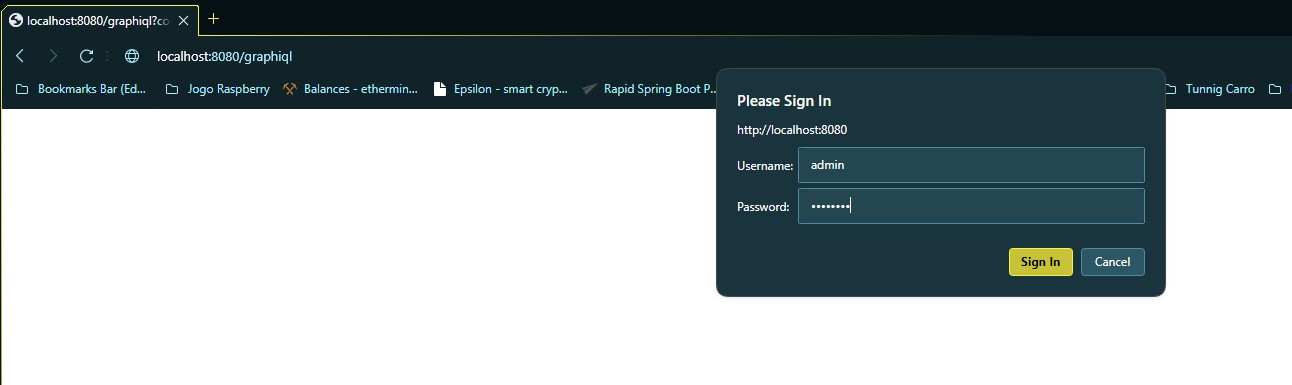 localhost:8080/graphiql?co
localhost:8080/graphiql
Bookmarks Bar (Ed... Jogo Raspberry Balances - ethermin... Epsilon - smart cryp... Rapid Spring Boot P... Tunnig Carro
Please Sign In
http://localhost:8080
Username: admin
Password: ••••••••
Sign In Cancel